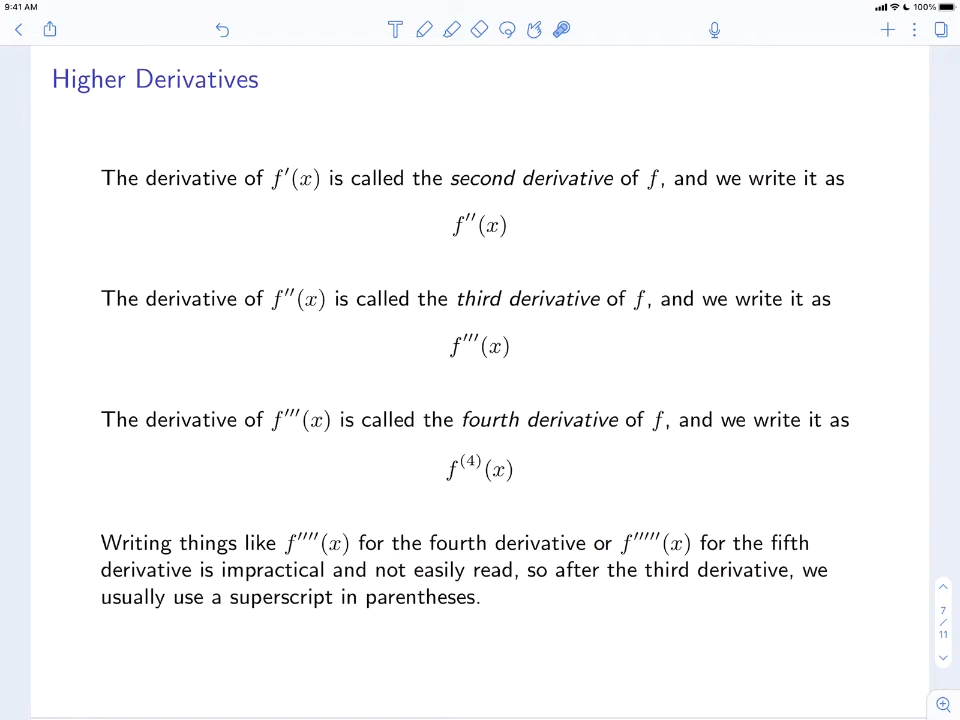 9:41 AM
100%
Higher Derivatives
The derivative of f′(x) is called the second derivative of f, and we write it as
f′′(x)
The derivative of f′′(x) is called the third derivative of f, and we write it as
f′′′(x)
The derivative of f′′′(x) is called the fourth derivative of f, and we write it as
f⁽⁴⁾(x)
Writing things like f′′′′(x) for the fourth derivative or f′′′′′(x) for the fifth
derivative is impractical and not easily read, so after the third derivative, we
usually use a superscript in parentheses.
7
/
11